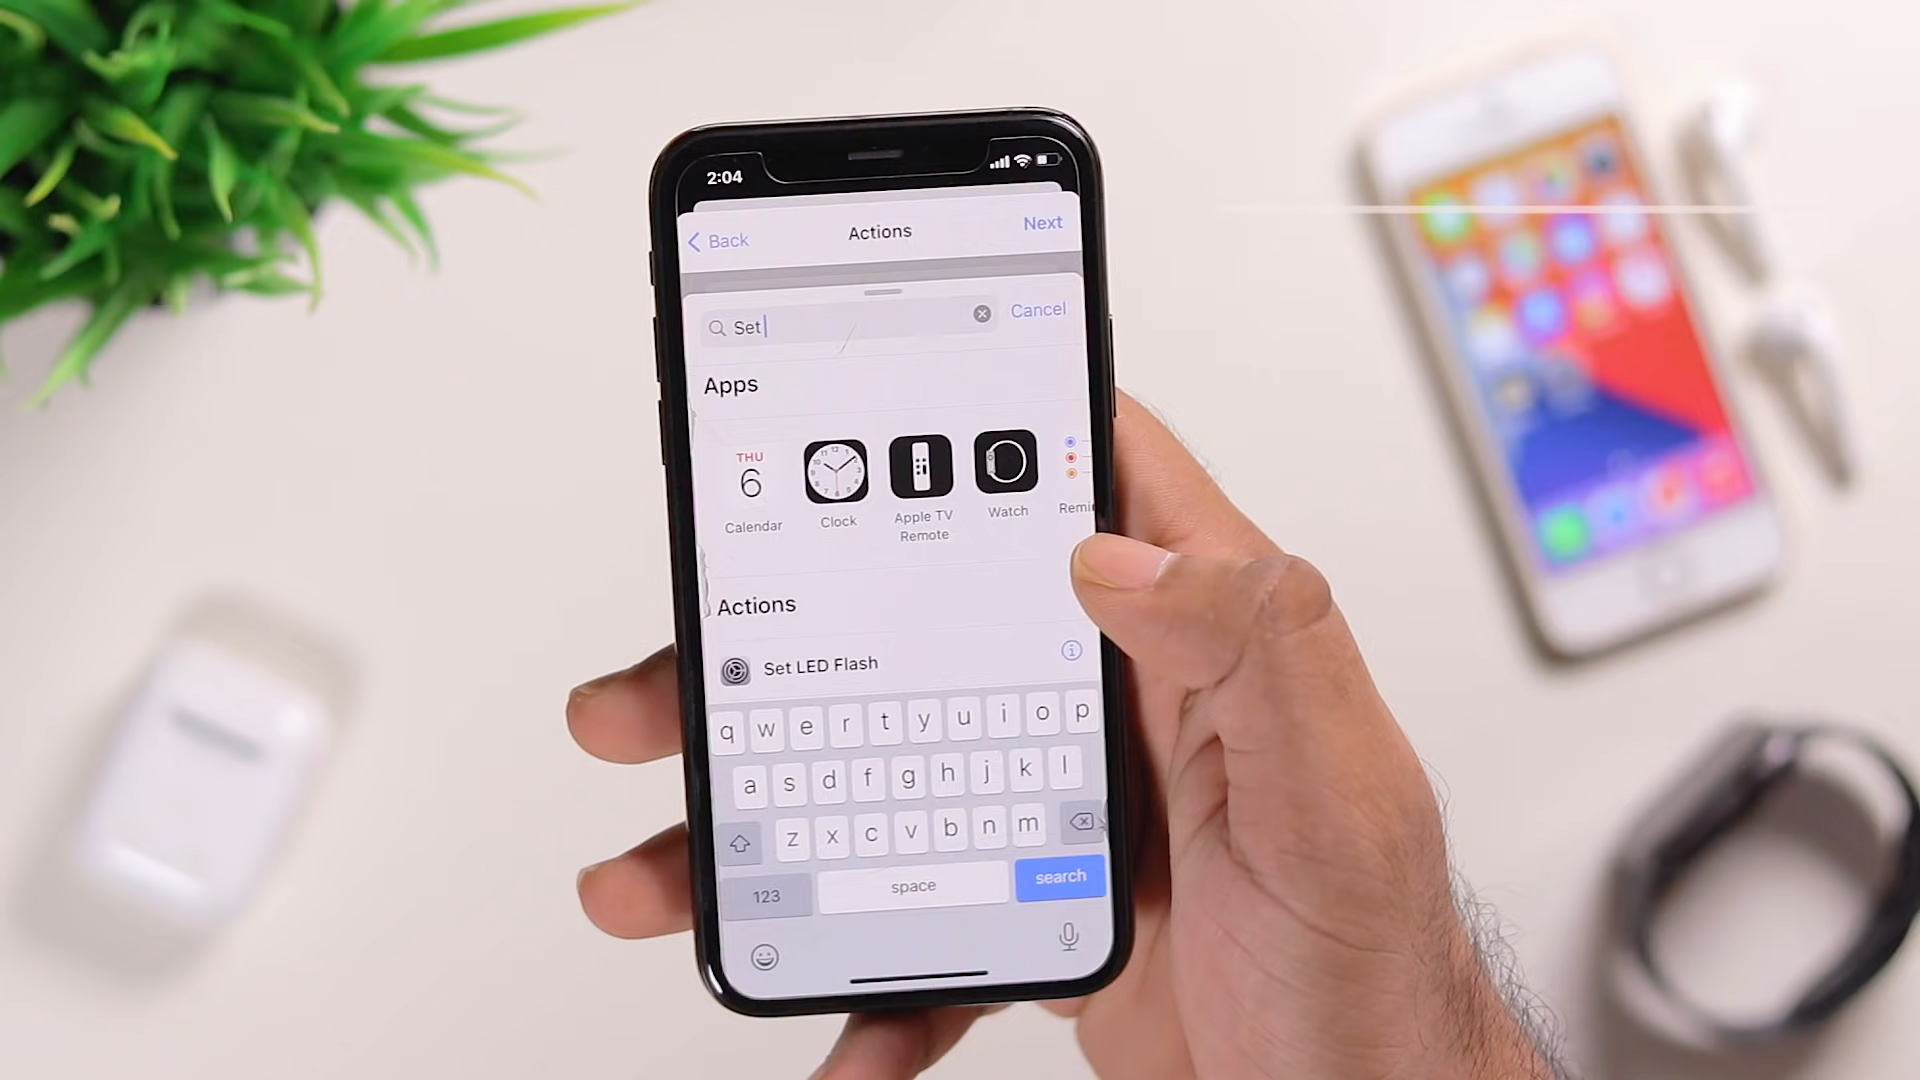 2:04
Back
Actions
Next
Set
Cancel
Apps
THU
6
Calendar
Clock
Apple TV
Remote
Watch
Remi
Actions
Set LED Flash
q w e r t y u i o p
a s d f g h j k l
z x c v b n m
123
space
search